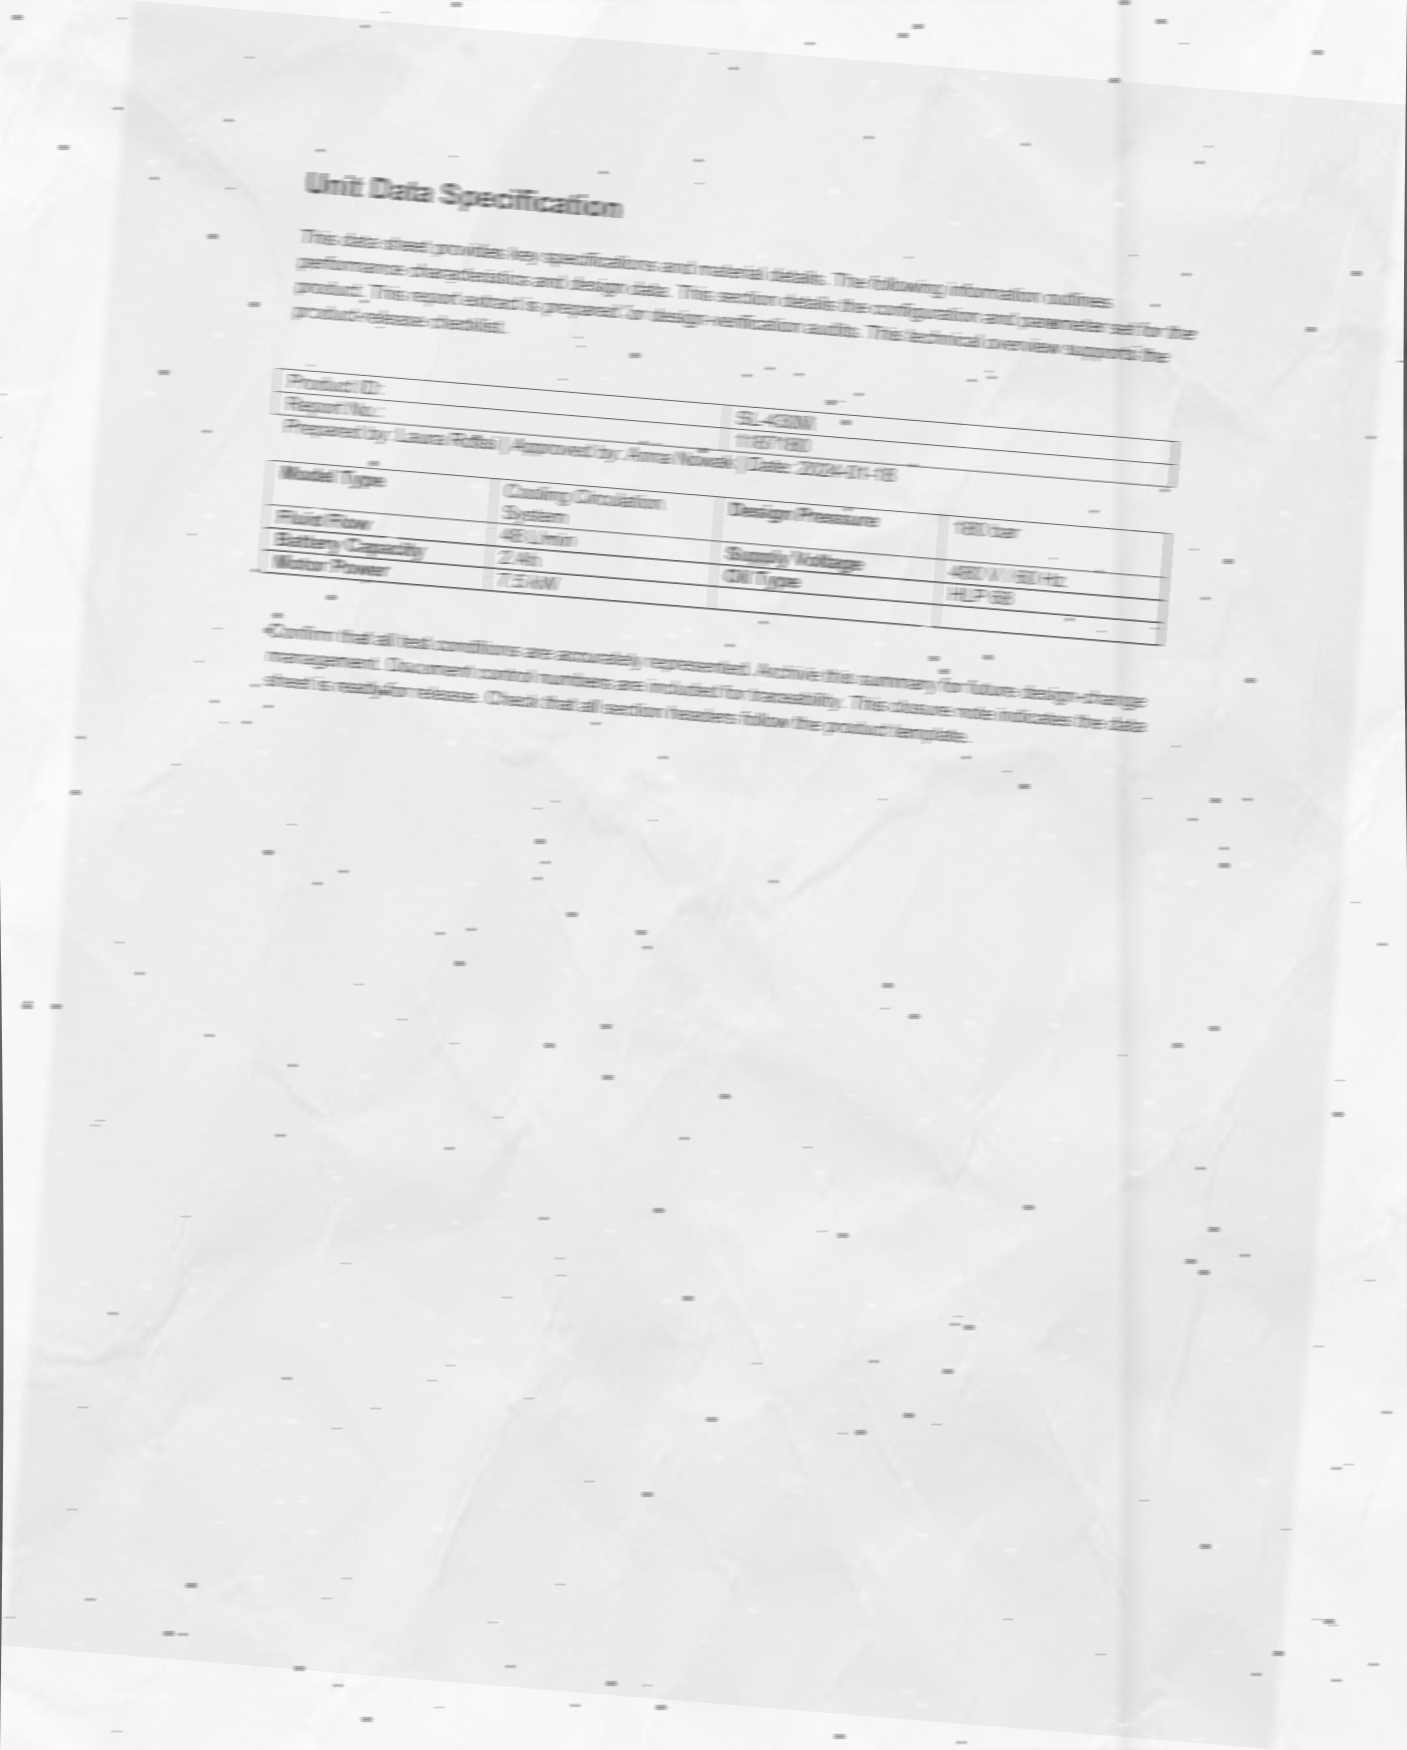 Unit Data Specification
This data sheet provides key specifications and material details. The following information outlines
performance characteristics and design data. This section details the configuration and parameter set for the
product. This report extract is prepared for design verification audits. This technical overview supports the
product-release checklist.
Product ID:
Report No.:
Prepared by: Laura | Approved by: Anna Nowak | Date: 2024-01-18
Model Type Cooling Circulation System Design Pressure 180 bar
Fluid Flow 45 L/min Supply Voltage 480 V / 60 Hz
Battery Capacity 2 Ah Oil Type HLP 68
Motor Power 7.5 kW
Confirm that all test conditions are accurately represented. Archive this summary for future design-change
management. Document control numbers are included for traceability. This closure note indicates the data
sheet is ready for release. Check that all section headers follow the product template.